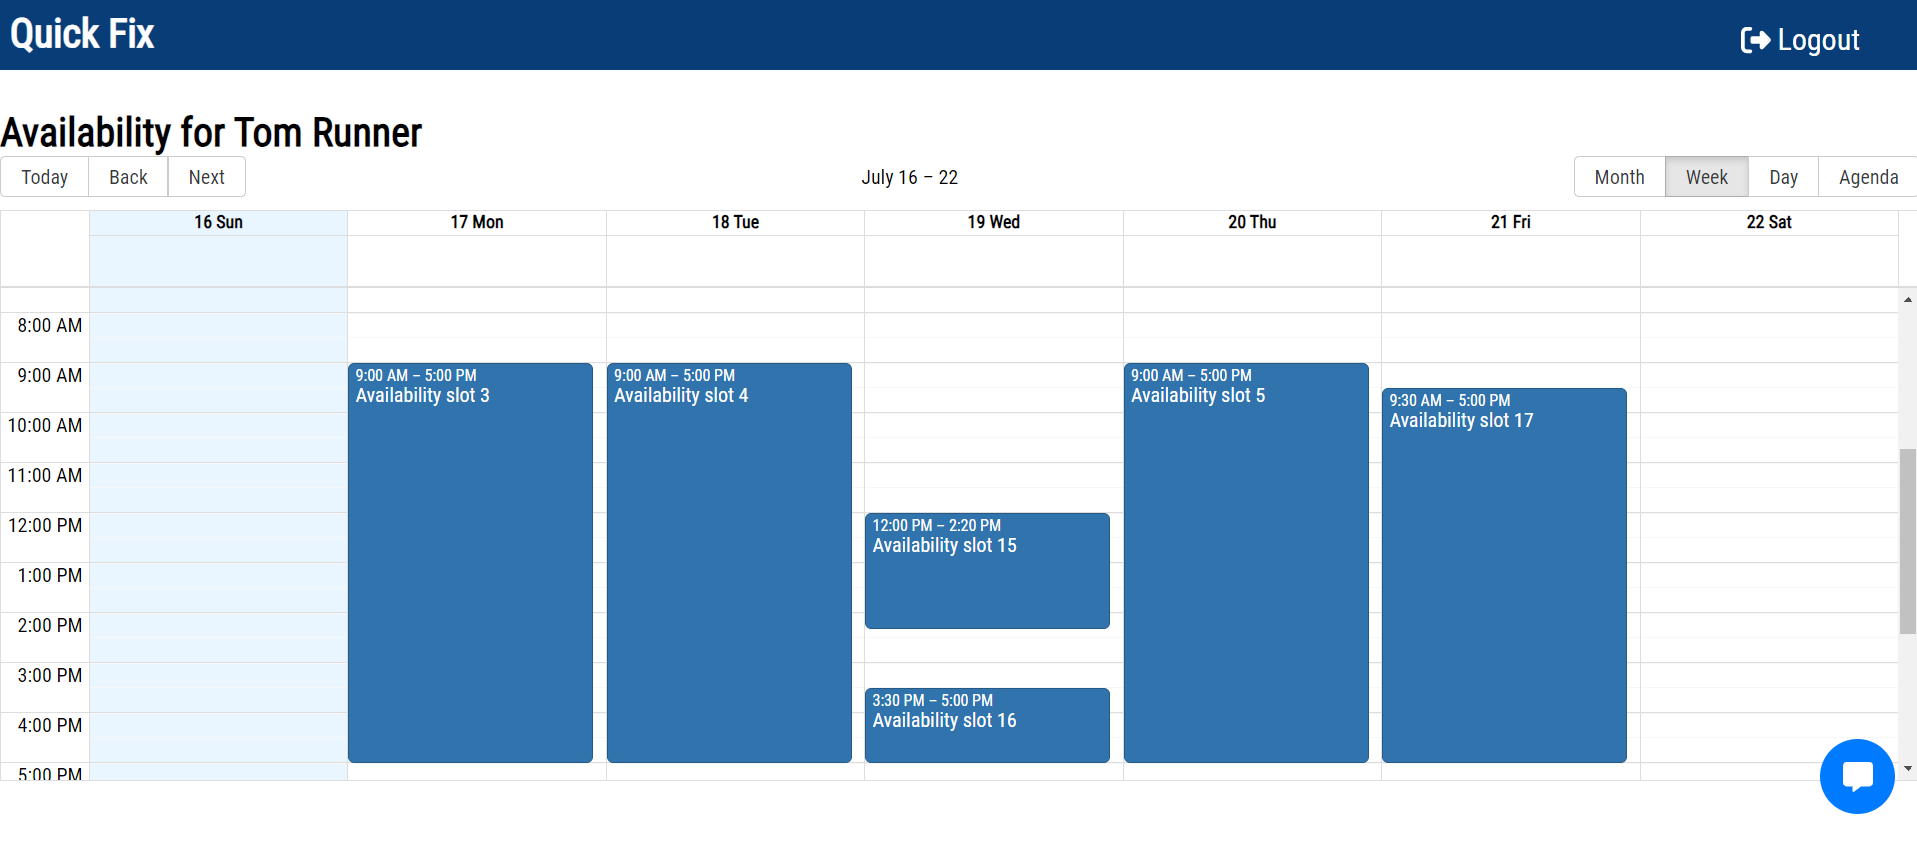 Quick Fix
Logout
Availability for Tom Runner
Today Back Next
July 16 – 22
Month Week Day Agenda
16 Sun 17 Mon 18 Tue 19 Wed 20 Thu 21 Fri 22 Sat
8:00 AM
9:00 AM
10:00 AM
11:00 AM
12:00 PM
1:00 PM
2:00 PM
3:00 PM
4:00 PM
5:00 PM
9:00 AM – 5:00 PM
Availability slot 3
9:00 AM – 5:00 PM
Availability slot 4
12:00 PM – 2:20 PM
Availability slot 15
3:30 PM – 5:00 PM
Availability slot 16
9:00 AM – 5:00 PM
Availability slot 5
9:30 AM – 5:00 PM
Availability slot 17